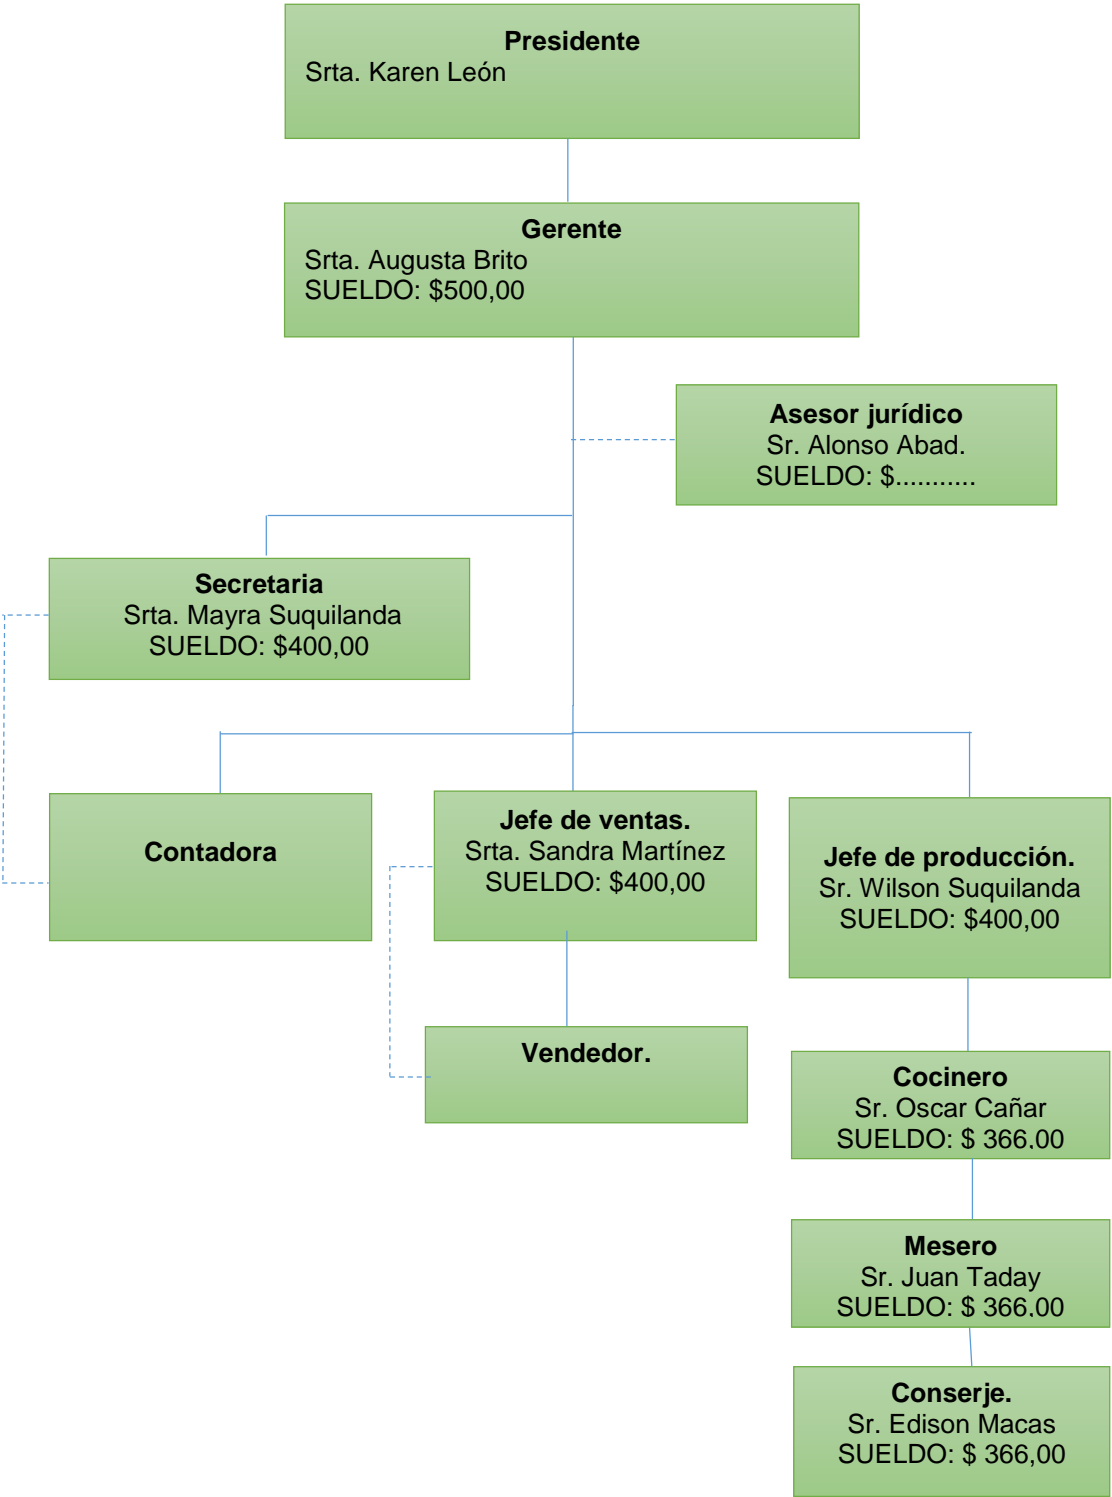 Presidente
Srta. Karen León
Gerente
Srta. Augusta Brito
SUELDO: $500,00
Asesor jurídico
Sr. Alonso Abad.
SUELDO: $...........
Secretaria
Srta. Mayra Suquilanda
SUELDO: $400,00
Contadora
Jefe de ventas.
Srta. Sandra Martínez
SUELDO: $400,00
Jefe de producción.
Sr. Wilson Suquilanda
SUELDO: $400,00
Vendedor.
Cocinero
Sr. Oscar Cañar
SUELDO: $ 366,00
Mesero
Sr. Juan Taday
SUELDO: $ 366,00
Conserje.
Sr. Edison Macas
SUELDO: $ 366,00